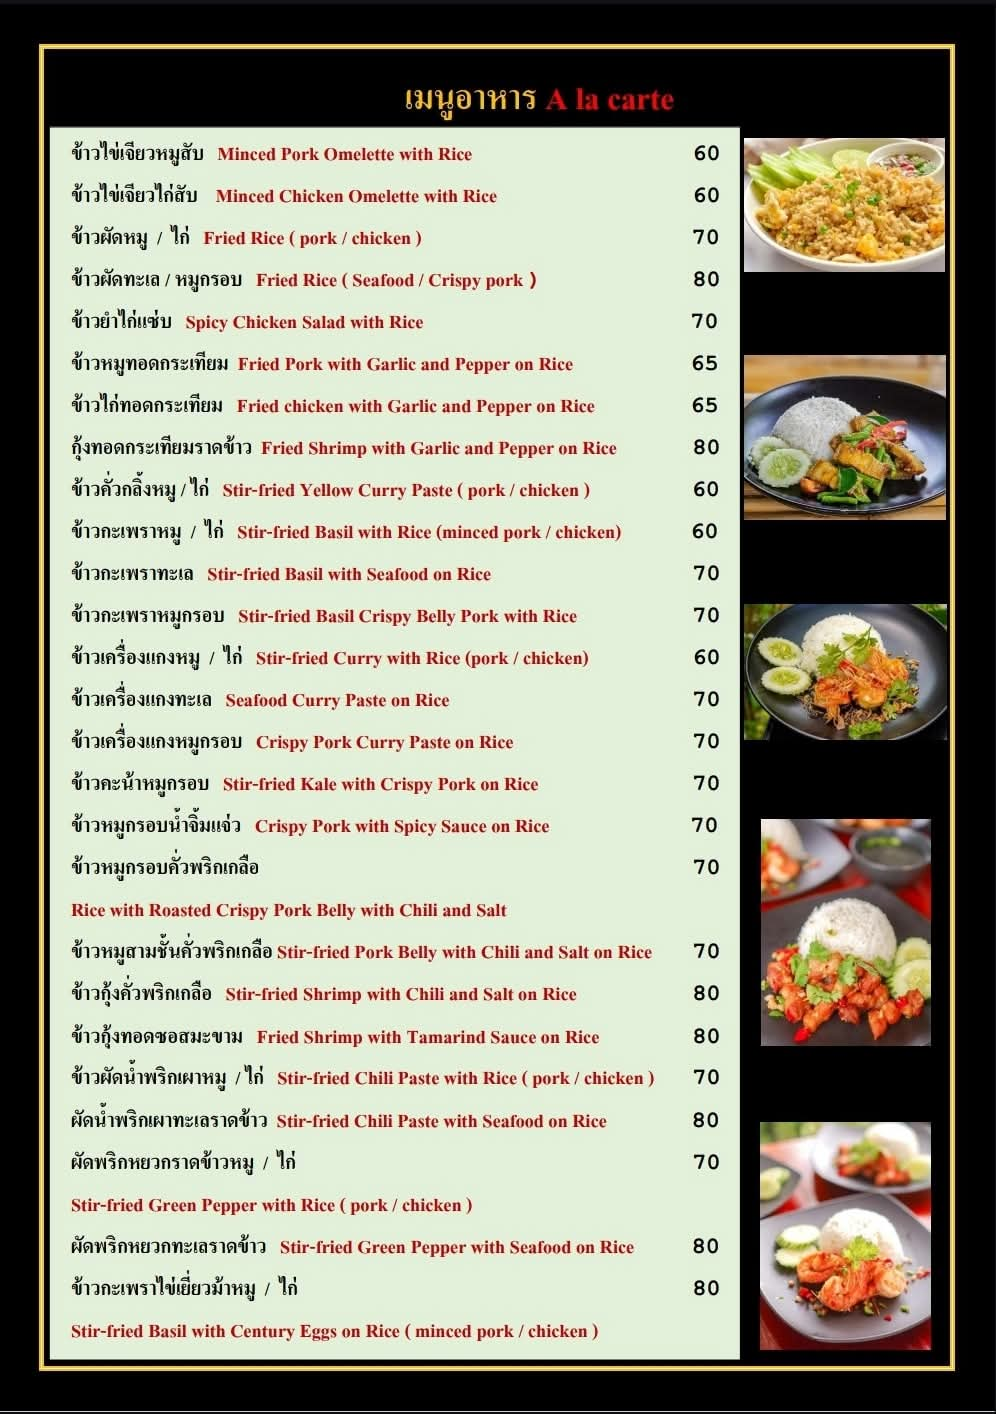 เมนูอาหาร A la carte
ข้าวไข่เจียวหมูสับ Minced Pork Omelette with Rice 60
ข้าวไข่เจียวไก่สับ Minced Chicken Omelette with Rice 60
ข้าวผัดหมู / ไก่ Fried Rice ( pork / chicken ) 70
ข้าวผัดทะเล / หมูกรอบ Fried Rice ( Seafood / Crispy pork ) 80
ข้าวยำไก่แซ่บ Spicy Chicken Salad with Rice 70
ข้าวหมูทอดกระเทียม Fried Pork with Garlic and Pepper on Rice 65
ข้าวไก่ทอดกระเทียม Fried chicken with Garlic and Pepper on Rice 65
กุ้งทอดกระเทียมราดข้าว Fried Shrimp with Garlic and Pepper on Rice 80
ข้าวคั่วกลิ้งหมู / ไก่ Stir-fried Yellow Curry Paste ( pork / chicken ) 60
ข้าวกะเพราหมู / ไก่ Stir-fried Basil with Rice (minced pork / chicken) 60
ข้าวกะเพราทะเล Stir-fried Basil with Seafood on Rice 70
ข้าวกะเพราหมูกรอบ Stir-fried Basil Crispy Belly Pork with Rice 70
ข้าวเครื่องแกงหมู / ไก่ Stir-fried Curry with Rice (pork / chicken) 60
ข้าวเครื่องแกงทะเล Seafood Curry Paste on Rice 70
ข้าวเครื่องแกงหมูกรอบ Crispy Pork Curry Paste on Rice 70
ข้าวคะน้าหมูกรอบ Stir-fried Kale with Crispy Pork on Rice 70
ข้าวหมูกรอบน้ำจิ้มแจ่ว Crispy Pork with Spicy Sauce on Rice 70
ข้าวหมูกรอบคั่วพริกเกลือ 70
Rice with Roasted Crispy Pork Belly with Chili and Salt
ข้าวหมูสามชั้นคั่วพริกเกลือ Stir-fried Pork Belly with Chili and Salt on Rice 70
ข้าวกุ้งคั่วพริกเกลือ Stir-fried Shrimp with Chili and Salt on Rice 80
ข้าวกุ้งทอดซอสมะขาม Fried Shrimp with Tamarind Sauce on Rice 80
ข้าวผัดน้ำพริกเผาหมู / ไก่ Stir-fried Chili Paste with Rice ( pork / chicken ) 70
ผัดน้ำพริกเผาทะเลราดข้าว Stir-fried Chili Paste with Seafood on Rice 80
ผัดพริกหยวกราดข้าวหมู / ไก่ 70
Stir-fried Green Pepper with Rice ( pork / chicken )
ผัดพริกหยวกทะเลราดข้าว Stir-fried Green Pepper with Seafood on Rice 80
ข้าวกะเพราไข่เยี่ยวม้าหมู / ไก่ 80
Stir-fried Basil with Century Eggs on Rice ( minced pork / chicken )